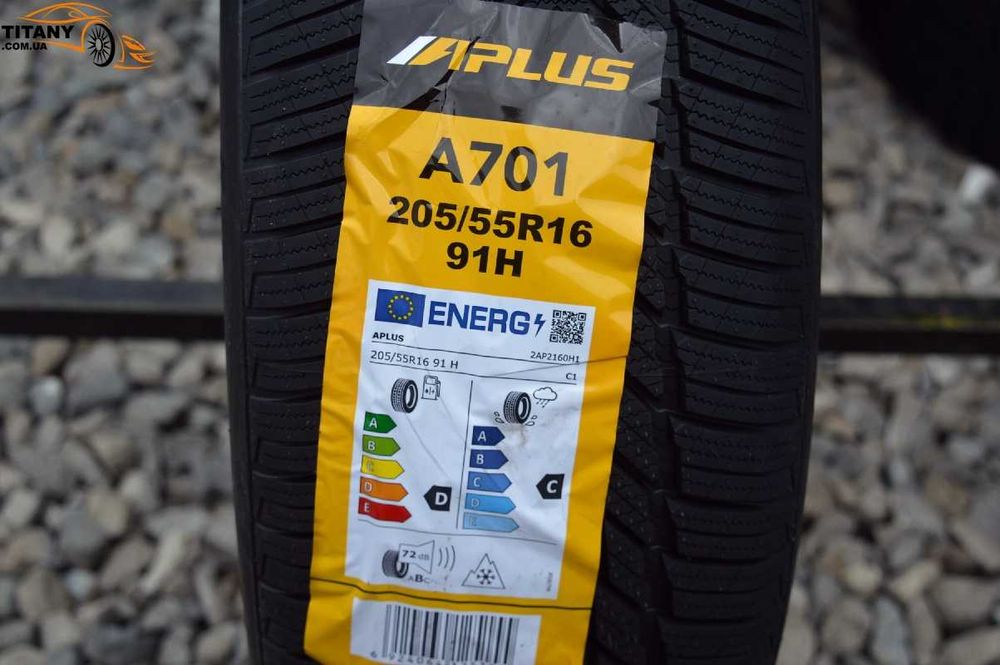 TITANY
.COM.UA
APLUS
A701
205/55R16
91H
ENERG
APLUS
2AP2160H1
205/55R16 91 H
C1
A
A
B
B
C
C
C
D
D
D
E
E
72 dB
ABC